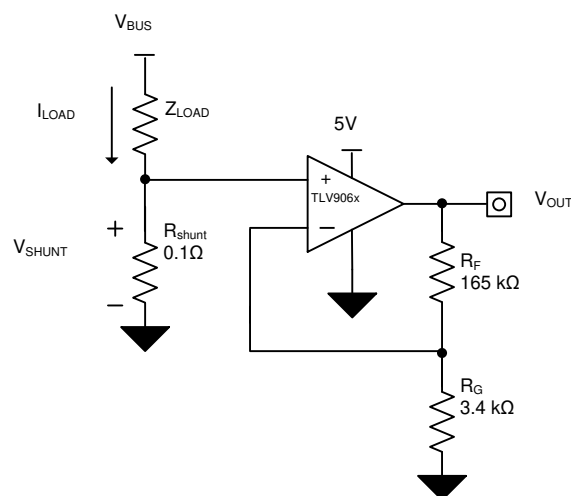 VBUS
ILOAD
ZLOAD
5V
+
TLV906x
−
VOUT
+
VSHUNT
−
Rshunt
0.1Ω
RF
165 kΩ
RG
3.4 kΩ